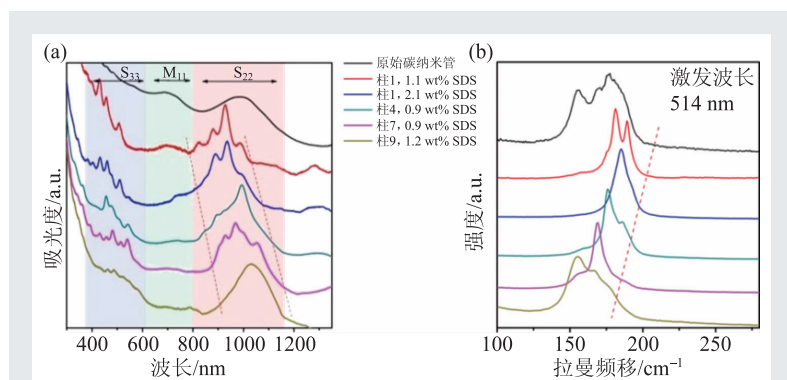 (a)
S₃₃
M₁₁
S₂₂
吸光度/a.u.
400
600
800
1000
1200
波长/nm
原始碳纳米管
柱1, 1.1 wt% SDS
柱1, 2.1 wt% SDS
柱4, 0.9 wt% SDS
柱7, 0.9 wt% SDS
柱9, 1.2 wt% SDS
(b)
激发波长
514 nm
强度/a.u.
100
150
200
250
拉曼频移/cm⁻¹